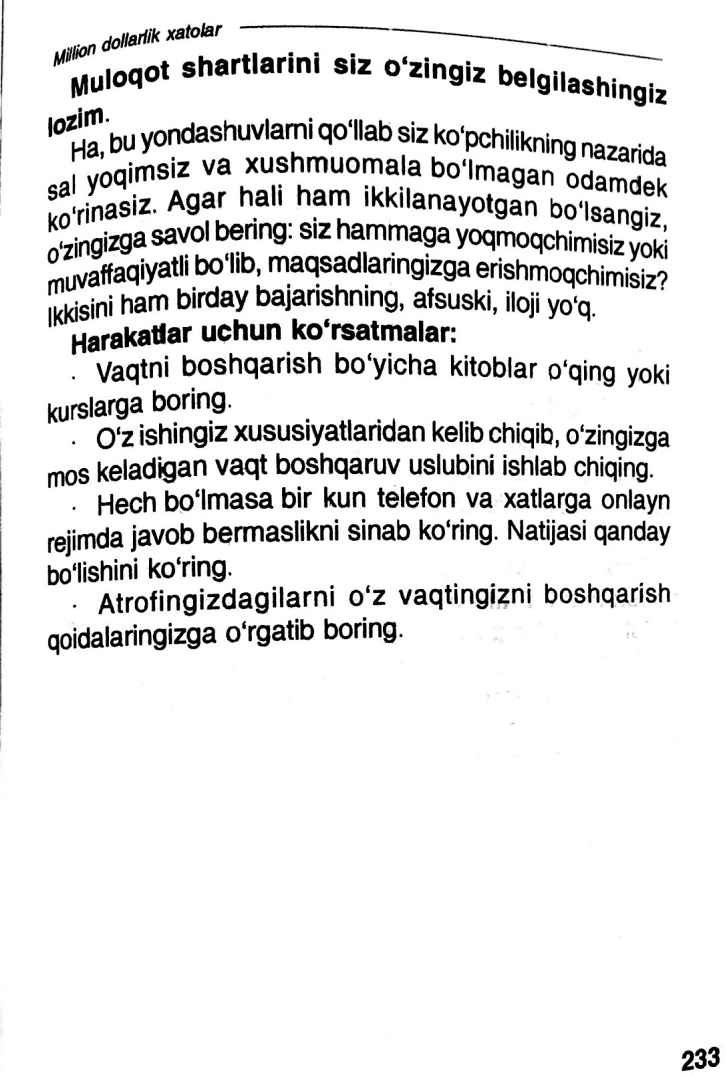 Million dollarlik xatolar
Muloqot shartlarini siz o‘zingiz belgilashingiz
lozim.
Ha, bu yondashuvlarni qo‘llab siz ko‘pchilikning nazarida
sal yoqimsiz va xushmuomala bo‘lmagan odamdek
ko‘rinasiz. Agar hali ham ikkilanayotgan bo‘lsangiz,
o‘zingizga savol bering: siz hammaga yoqmoqchimisiz yoki
muvaffaqiyatli bo‘lib, maqsadlaringizga erishmoqchimisiz?
Ikkisini ham birday bajarishning, afsuski, iloji yo‘q.
Harakatlar uchun ko‘rsatmalar:
· Vaqtni boshqarish bo‘yicha kitoblar o‘qing yoki
kurslarga boring.
· O‘z ishingiz xususiyatlaridan kelib chiqib, o‘zingizga
mos keladigan vaqt boshqaruv uslubini ishlab chiqing.
· Hech bo‘lmasa bir kun telefon va xatlarga onlayn
rejimda javob bermaslikni sinab ko‘ring. Natijasi qanday
bo‘lishini ko‘ring.
· Atrofingizdagilarni o‘z vaqtingizni boshqarish
qoidalaringizga o‘rgatib boring.
233